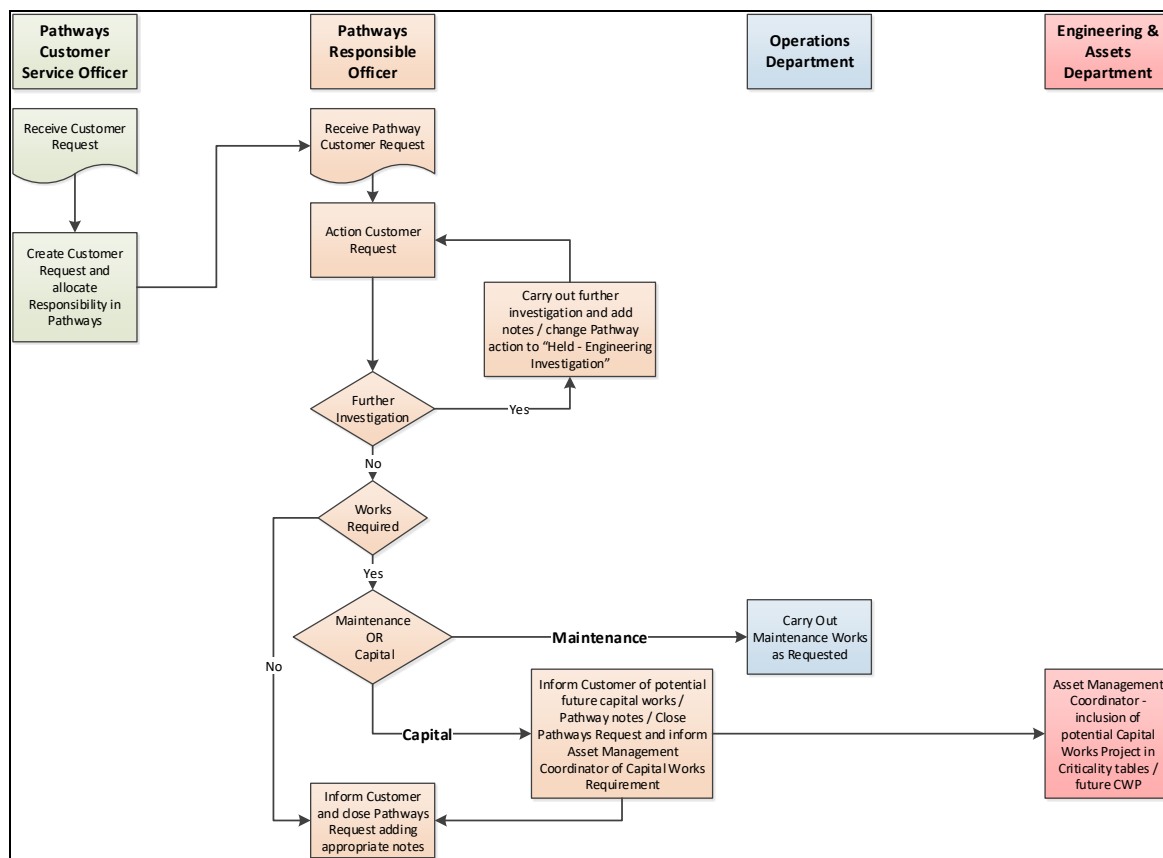 Pathways
Customer
Service Officer
Pathways
Responsible
Officer
Operations
Department
Engineering &
Assets
Department
Receive Customer
Request
Receive Pathway
Customer Request
Create Customer
Request and
allocate
Responsibility in
Pathways
Action Customer
Request
Carry out further
investigation and add
notes / change Pathway
action to “Held - Engineering
Investigation”
Further
Investigation
Yes
No
Works
Required
Yes
No
Maintenance
OR
Capital
Maintenance
Carry Out
Maintenance Works
as Requested
Capital
Inform Customer of potential
future capital works /
Pathway notes / Close
Pathways Request and inform
Asset Management
Coordinator of Capital Works
Requirement
Asset Management
Coordinator -
inclusion of
potential Capital
Works Project in
Criticality tables /
future CWP
Inform Customer
and close Pathways
Request adding
appropriate notes